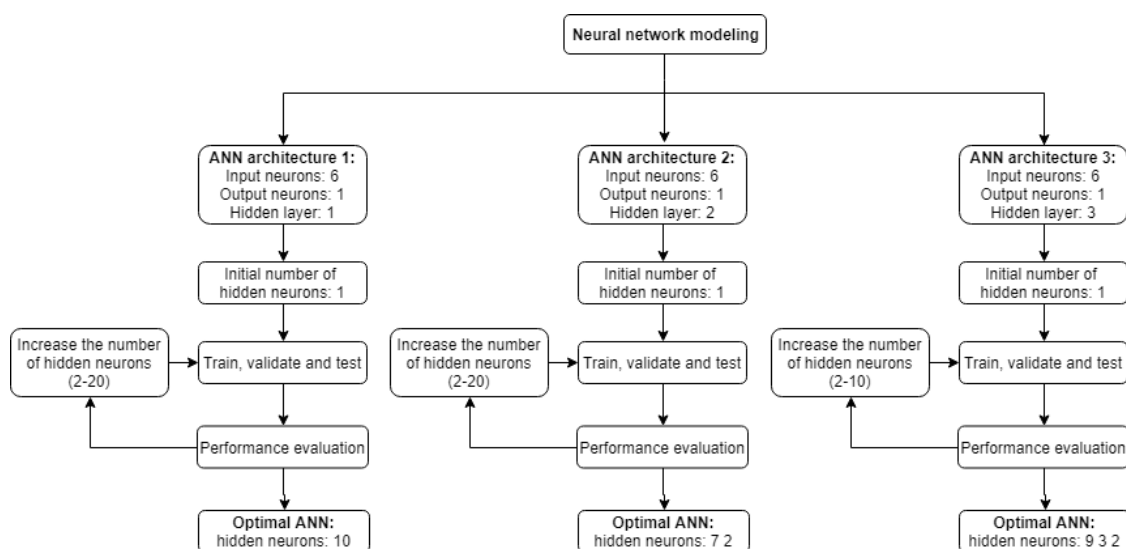 Neural network modeling
ANN architecture 1:
Input neurons: 6
Output neurons: 1
Hidden layer: 1
ANN architecture 2:
Input neurons: 6
Output neurons: 1
Hidden layer: 2
ANN architecture 3:
Input neurons: 6
Output neurons: 1
Hidden layer: 3
Initial number of
hidden neurons: 1
Initial number of
hidden neurons: 1
Initial number of
hidden neurons: 1
Increase the number
of hidden neurons
(2-20)
Train, validate and test
Increase the number
of hidden neurons
(2-20)
Train, validate and test
Increase the number
of hidden neurons
(2-10)
Train, validate and test
Performance evaluation
Performance evaluation
Performance evaluation
Optimal ANN:
hidden neurons: 10
Optimal ANN:
hidden neurons: 7 2
Optimal ANN:
hidden neurons: 9 3 2